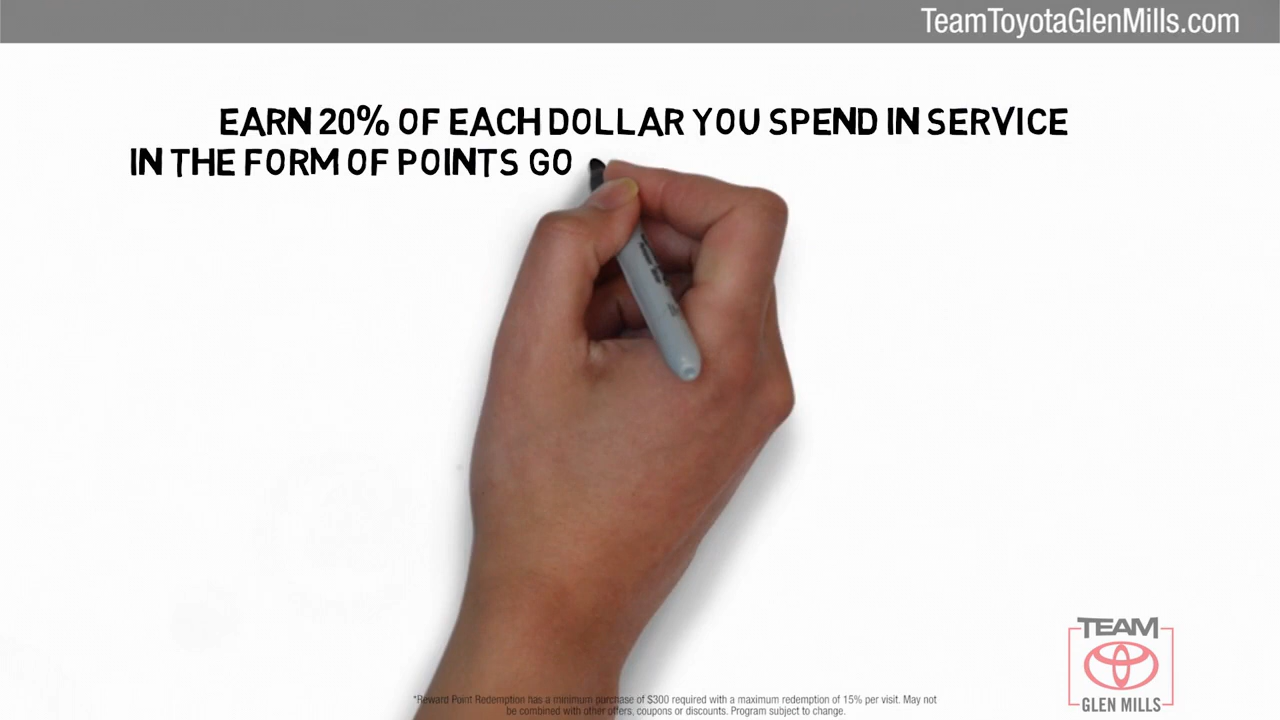 TeamToyotaGlenMills.com
EARN 20% OF EACH DOLLAR YOU SPEND IN SERVICE
IN THE FORM OF POINTS GO
TEAM
GLEN MILLS
*Reward Point Redemption has a minimum purchase of $300 required with a maximum redemption of 15% per visit. May not
be combined with other offers, coupons or discounts. Program subject to change.